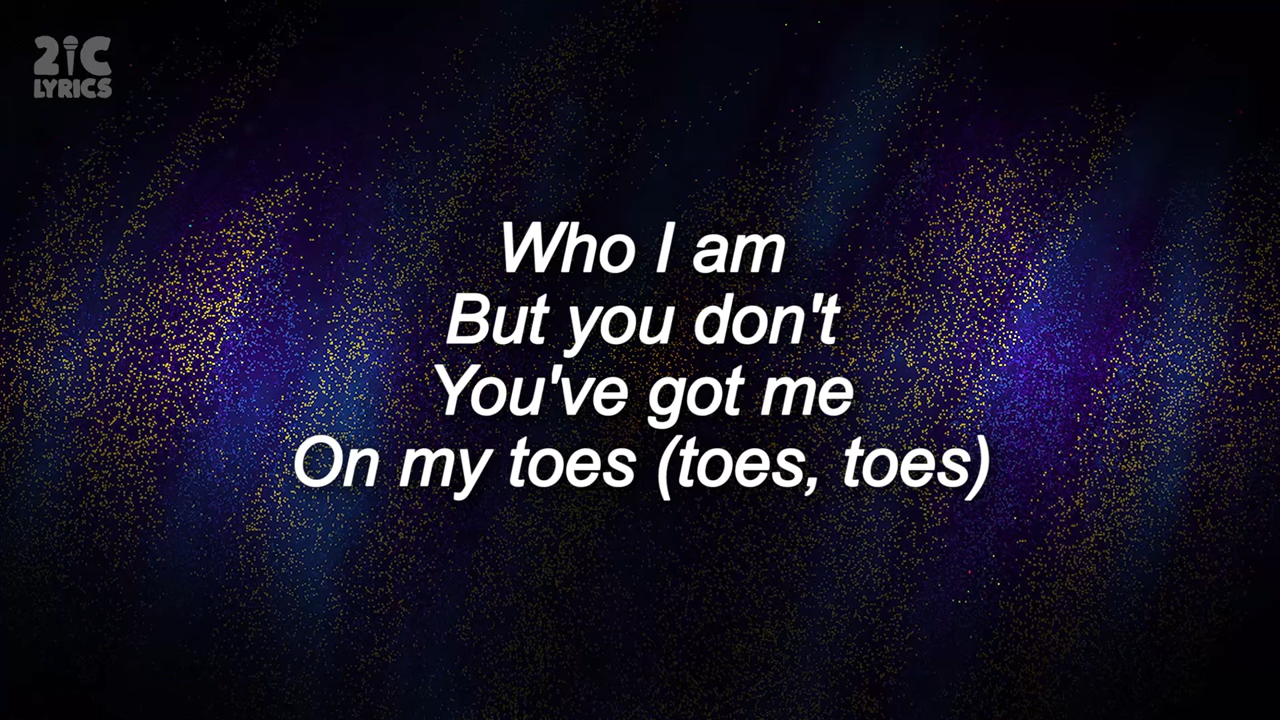 2iC
LYRICS
Who I am
But you don't
You've got me
On my toes (toes, toes)